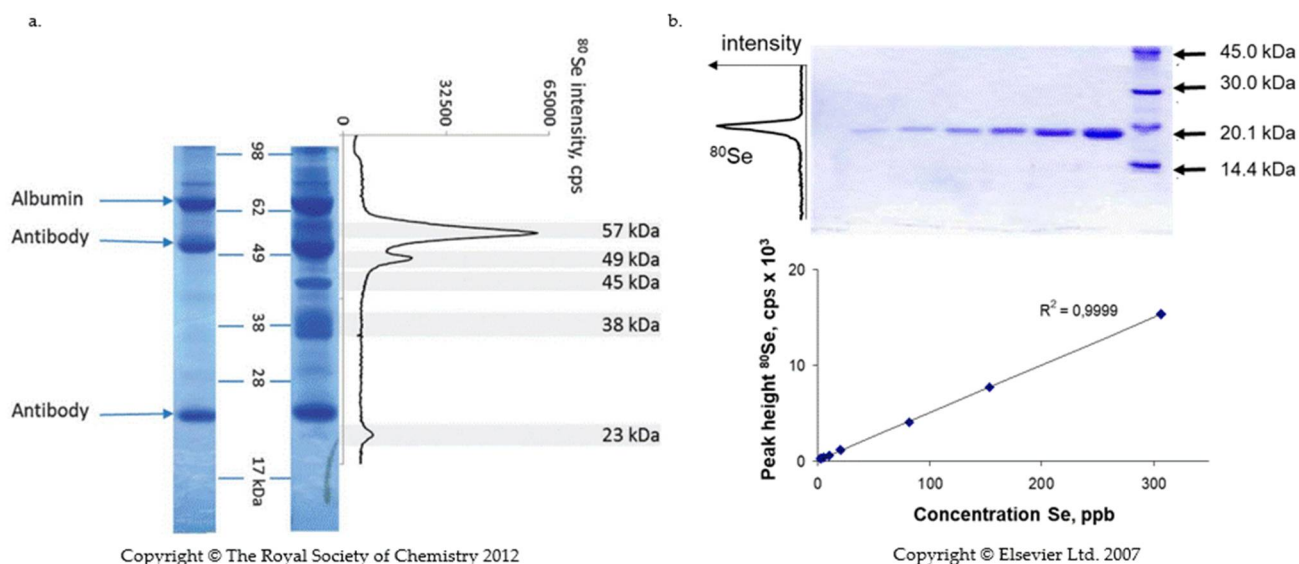 a.
⁸⁰Se intensity, cps
0
32500
65000
98
62
49
38
28
17 kDa
Albumin
Antibody
Antibody
57 kDa
49 kDa
45 kDa
38 kDa
23 kDa
Copyright © The Royal Society of Chemistry 2012
b.
intensity
⁸⁰Se
45.0 kDa
30.0 kDa
20.1 kDa
14.4 kDa
Peak height ⁸⁰Se, cps x 10³
20
10
0
R² = 0,9999
0 100 200 300
Concentration Se, ppb
Copyright © Elsevier Ltd. 2007